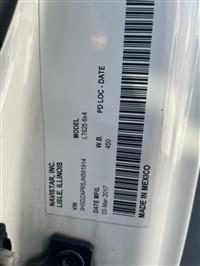 NAVISTAR, INC.
LISLE, ILLINOIS
MODEL
LT625 6x4
PD LOC - DATE
VIN
3HSDZAPR5JN591914
W.B.
450
DATE MFG.
03-Mar-2017
MADE IN MEXICO